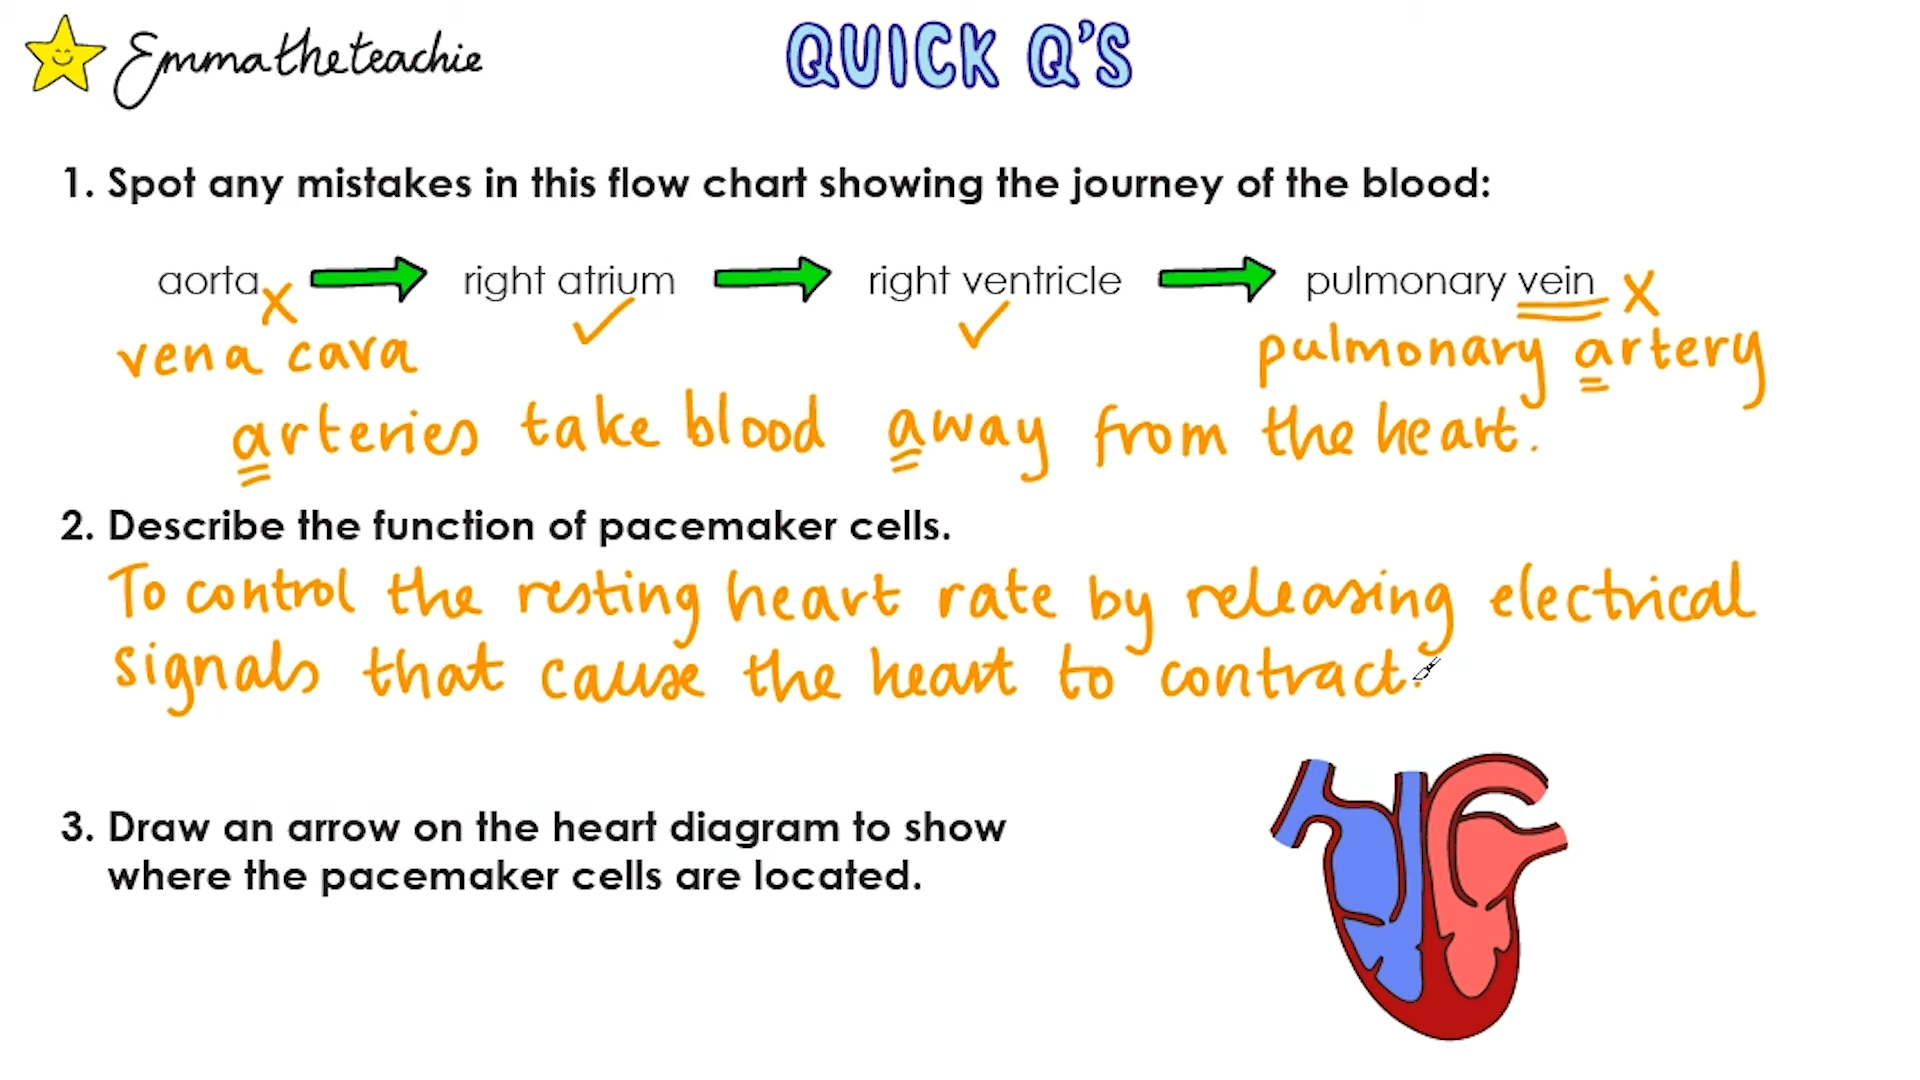 Emmatheteachie
QUICK Q'S
1. Spot any mistakes in this flow chart showing the journey of the blood:
aorta right atrium right ventricle pulmonary vein
vena cava pulmonary artery
arteries take blood away from the heart.
2. Describe the function of pacemaker cells.
To control the resting heart rate by releasing electrical
signals that cause the heart to contract.
3. Draw an arrow on the heart diagram to show
where the pacemaker cells are located.